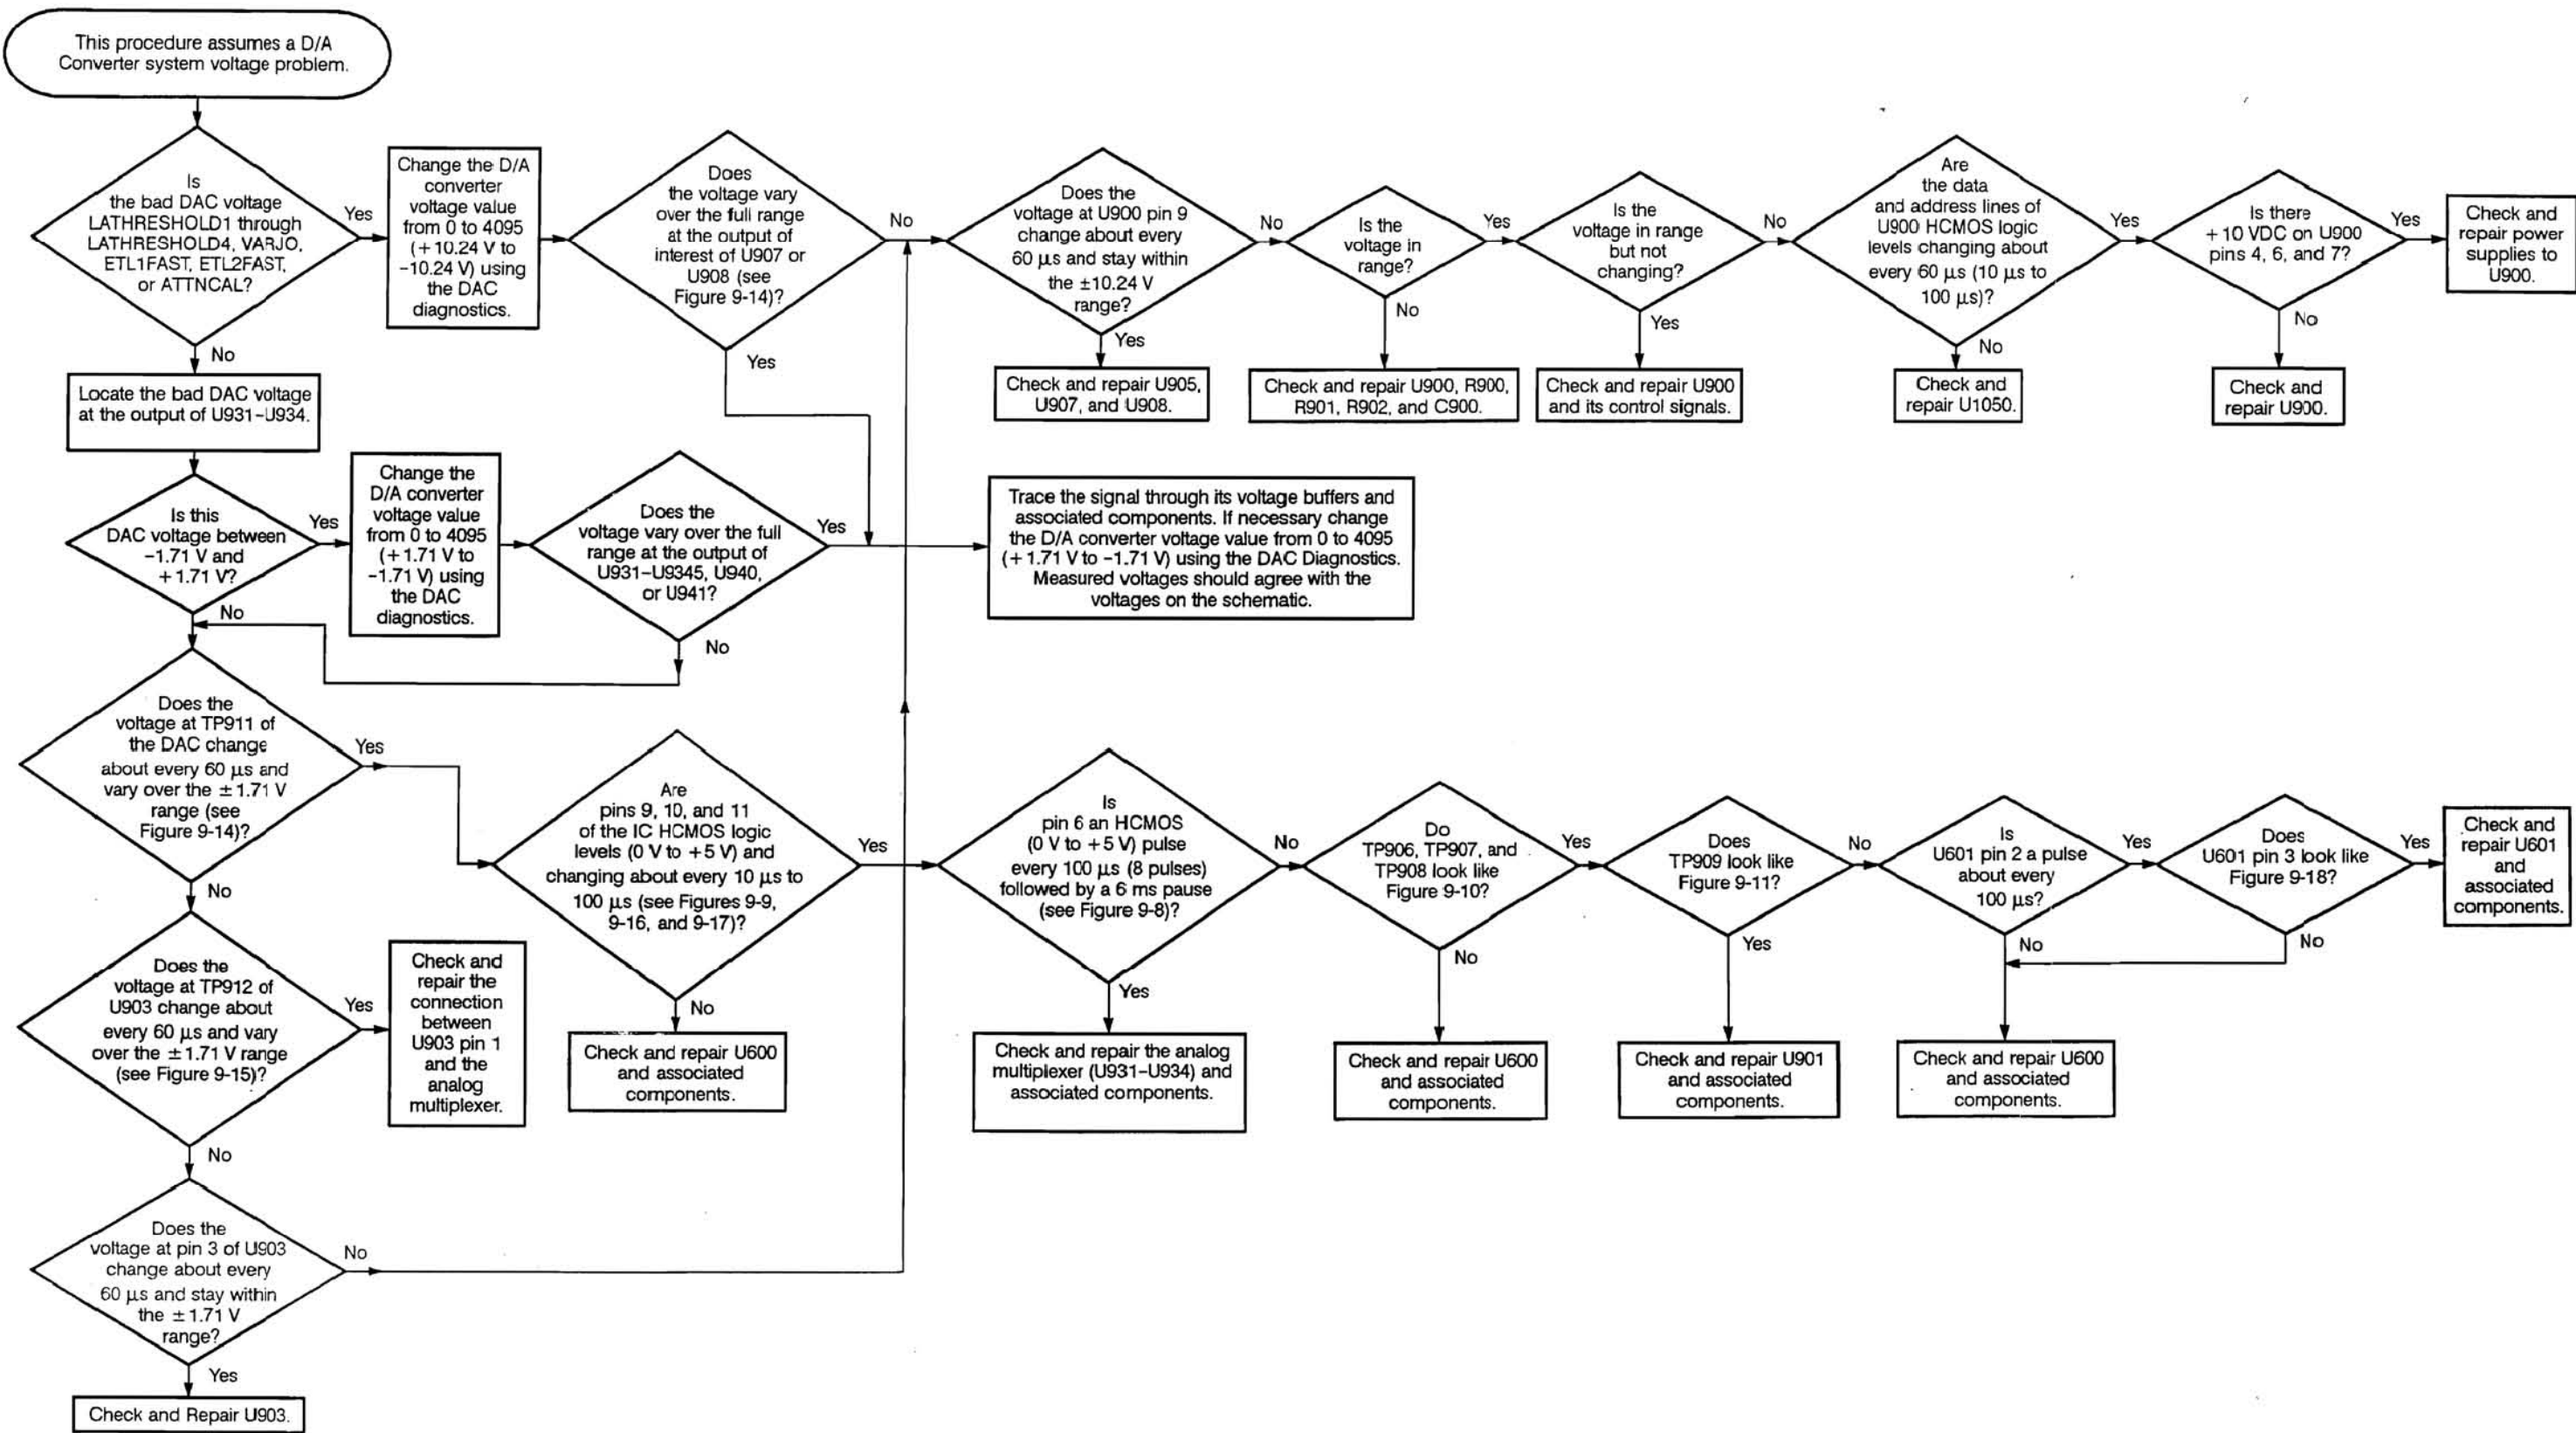 This procedure assumes a D/A
Converter system voltage problem.
Is
the bad DAC voltage
LATHRESHOLD1 through
LATHRESHOLD4, VARJO,
ETL1FAST, ETL2FAST,
or ATTNCAL?
Yes
No
Change the D/A
converter
voltage value
from 0 to 4095
(+10.24 V to
-10.24 V) using
the DAC
diagnostics.
Does
the voltage vary
over the full range
at the output of
interest of U907 or
U908 (see
Figure 9-14)?
No
Yes
Does the
voltage at U900 pin 9
change about every
60 µs and stay within
the ±10.24 V
range?
No
Yes
Is the
voltage in
range?
Yes
No
Is the
voltage in range
but not
changing?
No
Yes
Are
the data
and address lines of
U900 HCMOS logic
levels changing about
every 60 µs (10 µs to
100 µs)?
Yes
No
Is there
+10 VDC on U900
pins 4, 6, and 7?
Yes
No
Check and
repair power
supplies to
U900.
Check and repair U905,
U907, and U908.
Check and repair U900, R900,
R901, R902, and C900.
Check and repair U900
and its control signals.
Check and
repair U1050.
Check and
repair U900.
Locate the bad DAC voltage
at the output of U931-U934.
Is this
DAC voltage between
-1.71 V and
+1.71 V?
Yes
No
Change the
D/A converter
voltage value
from 0 to 4095
(+1.71 V to
-1.71 V) using
the DAC
diagnostics.
Does the
voltage vary over the full
range at the output of
U931-U9345, U940,
or U941?
Yes
No
Trace the signal through its voltage buffers and
associated components. If necessary change
the D/A converter voltage value from 0 to 4095
(+1.71 V to -1.71 V) using the DAC Diagnostics.
Measured voltages should agree with the
voltages on the schematic.
Does the
voltage at TP911 of
the DAC change
about every 60 µs and
vary over the ±1.71 V
range (see
Figure 9-14)?
Yes
No
Are
pins 9, 10, and 11
of the IC HCMOS logic
levels (0 V to +5 V) and
changing about every 10 µs to
100 µs (see Figures 9-9,
9-16, and 9-17)?
Yes
No
Is
pin 6 an HCMOS
(0 V to +5 V) pulse
every 100 µs (8 pulses)
followed by a 6 ms pause
(see Figure 9-8)?
No
Yes
Do
TP906, TP907, and
TP908 look like
Figure 9-10?
Yes
No
Does
TP909 look like
Figure 9-11?
No
Yes
Is
U601 pin 2 a pulse
about every
100 µs?
Yes
No
Does
U601 pin 3 look like
Figure 9-18?
Yes
No
Check and
repair U601
and
associated
components.
Does the
voltage at TP912 of
U903 change about
every 60 µs and vary
over the ±1.71 V range
(see Figure 9-15)?
Yes
No
Check and
repair the
connection
between
U903 pin 1
and the
analog
multiplexer.
Check and repair U600
and associated
components.
Check and repair the analog
multiplexer (U931-U934) and
associated components.
Check and repair U600
and associated
components.
Check and repair U901
and associated
components.
Check and repair U600
and associated
components.
Does the
voltage at pin 3 of U903
change about every
60 µs and stay within
the ±1.71 V
range?
No
Yes
Check and Repair U903.